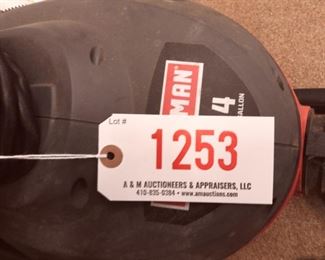 MAN
4
GALLON
Lot #
1253
A & M AUCTIONEERS & APPRAISERS, LLC
410-835-0384 • www.amauctions.com